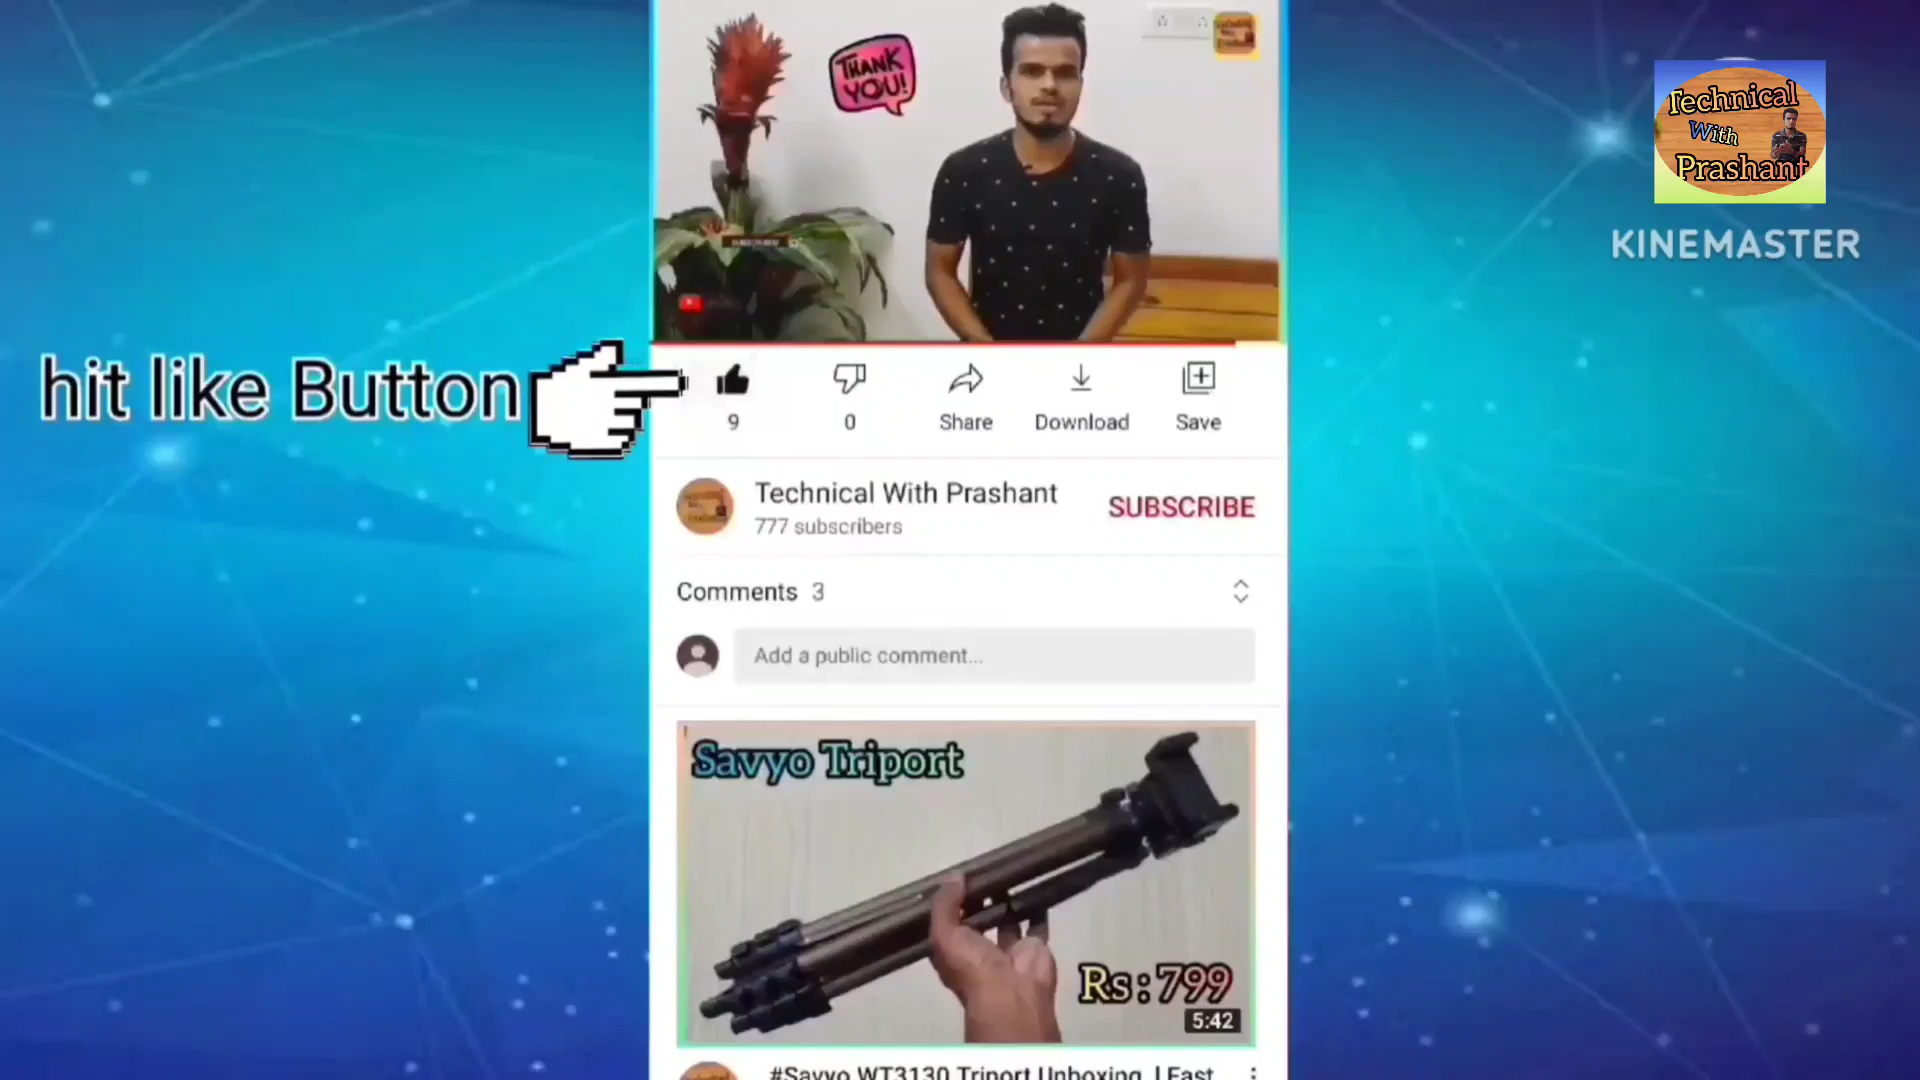 THANK
YOU!
Technical
With
Prashant
KINEMASTER
hit like Button
9
0
Share
Download
Save
Technical With Prashant
777 subscribers
SUBSCRIBE
Comments 3
Add a public comment...
Savyo Triport
Rs:799
5:42
#Savyo WT3130 Triport Unboxing | Fast